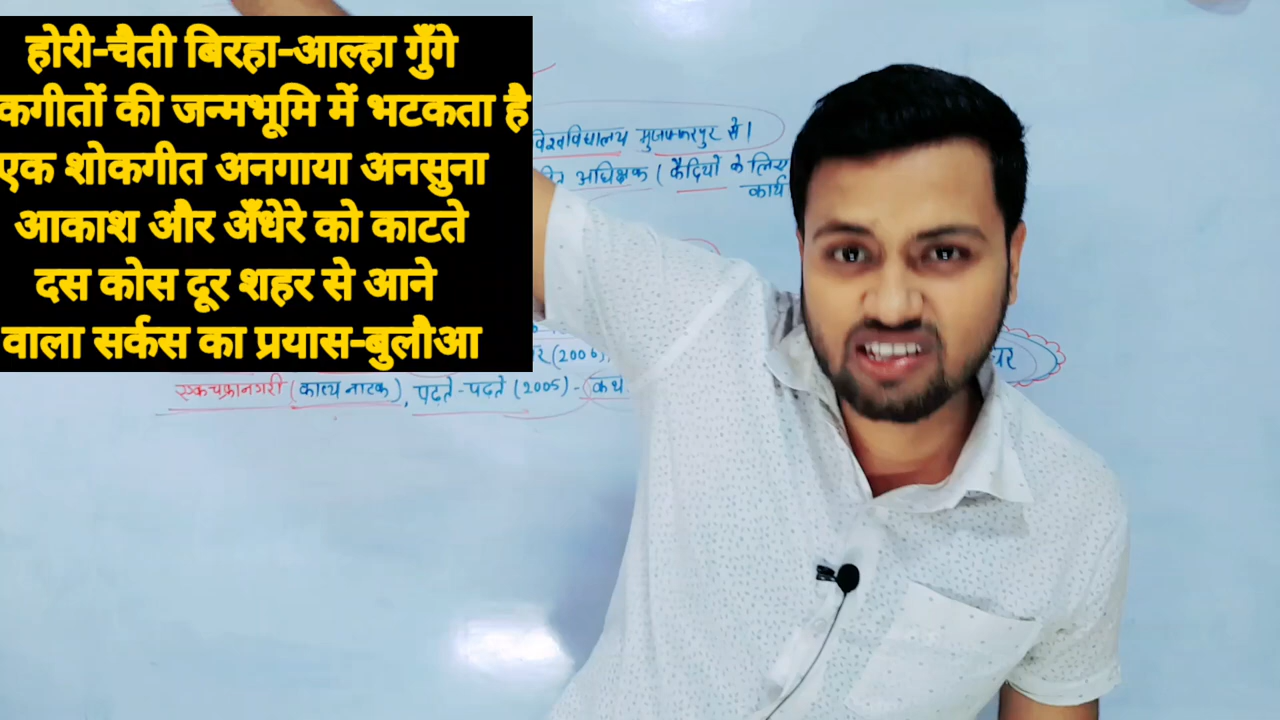 होरी-चैती बिरहा-आल्हा गुँगे
कगीतों की जन्मभूमि में भटकता है
एक शोकगीत अनगाया अनसुना
आकाश और अँधेरे को काटते
दस कोस दूर शहर से आने
वाला सर्कस का प्रयास-बुलौआ
विश्वविद्यालय मुजफ्फरपुर से।
अधिक्षक (कैदियों के लिए
कार्य
(2006),
एकचक्रानगरी (काव्य नाटक), पढ़ते-पढ़ते (2005) - कथ